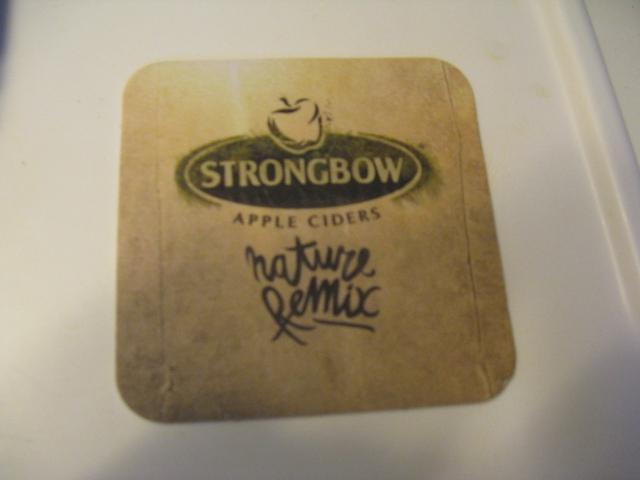 STRONGBOW
APPLE CIDERS
nature
Remix